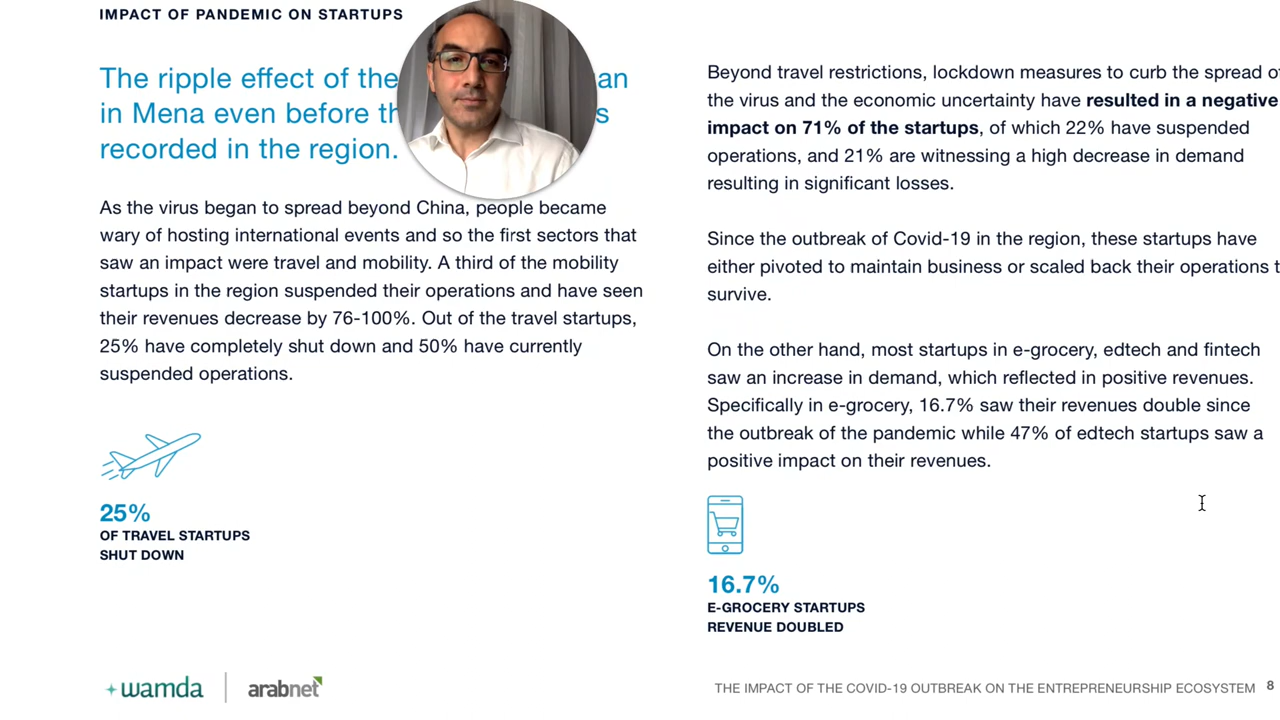 IMPACT OF PANDEMIC ON STARTUPS
The ripple effect of the an
in Mena even before th s
recorded in the region.
As the virus began to spread beyond China, people became
wary of hosting international events and so the first sectors that
saw an impact were travel and mobility. A third of the mobility
startups in the region suspended their operations and have seen
their revenues decrease by 76-100%. Out of the travel startups,
25% have completely shut down and 50% have currently
suspended operations.
25%
OF TRAVEL STARTUPS
SHUT DOWN
Beyond travel restrictions, lockdown measures to curb the spread of
the virus and the economic uncertainty have resulted in a negative
impact on 71% of the startups, of which 22% have suspended
operations, and 21% are witnessing a high decrease in demand
resulting in significant losses.
Since the outbreak of Covid-19 in the region, these startups have
either pivoted to maintain business or scaled back their operations t
survive.
On the other hand, most startups in e-grocery, edtech and fintech
saw an increase in demand, which reflected in positive revenues.
Specifically in e-grocery, 16.7% saw their revenues double since
the outbreak of the pandemic while 47% of edtech startups saw a
positive impact on their revenues.
16.7%
E-GROCERY STARTUPS
REVENUE DOUBLED
wamda arabnet
THE IMPACT OF THE COVID-19 OUTBREAK ON THE ENTREPRENEURSHIP ECOSYSTEM 8